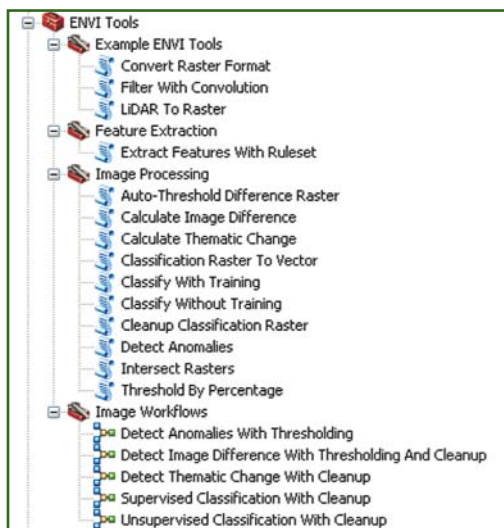 ENVI Tools
Example ENVI Tools
Convert Raster Format
Filter With Convolution
LiDAR To Raster
Feature Extraction
Extract Features With Ruleset
Image Processing
Auto-Threshold Difference Raster
Calculate Image Difference
Calculate Thematic Change
Classification Raster To Vector
Classify With Training
Classify Without Training
Cleanup Classification Raster
Detect Anomalies
Intersect Rasters
Threshold By Percentage
Image Workflows
Detect Anomalies With Thresholding
Detect Image Difference With Thresholding And Cleanup
Detect Thematic Change With Cleanup
Supervised Classification With Cleanup
Unsupervised Classification With Cleanup